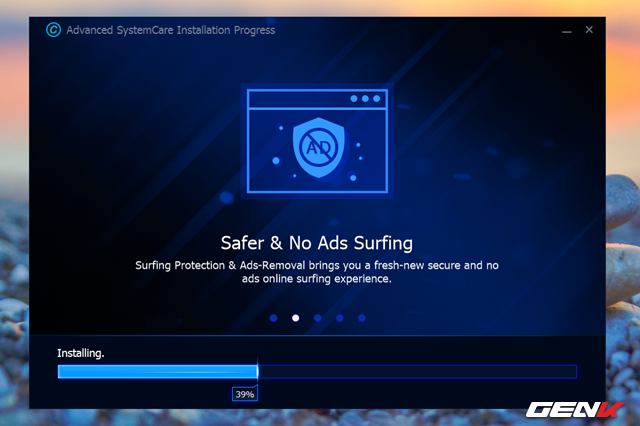 Advanced SystemCare Installation Progress
AD
Safer & No Ads Surfing
Surfing Protection & Ads-Removal brings you a fresh-new secure and no
ads online surfing experience.
Installing.
39%
GENK